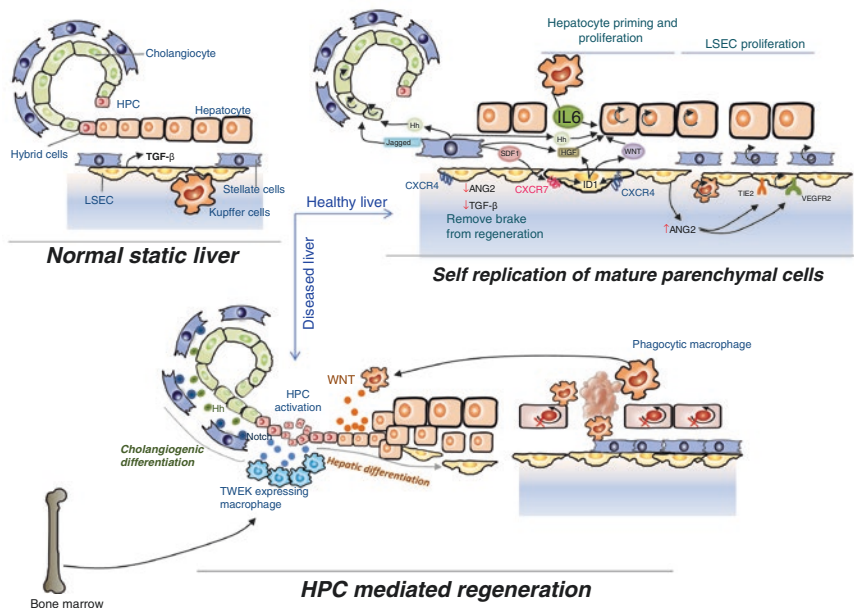 Cholangiocyte
HPC
Hepatocyte
Hybrid cells
TGF-β
LSEC
Stellate cells
Kupffer cells
Normal static liver
Hepatocyte priming and
proliferation
LSEC proliferation
IL6
Hh
Jagged
Hh
SDF1
HGF
WNT
CXCR4
↓ANG2
CXCR7
ID1
CXCR4
↓TGF-β
Remove brake
from regeneration
TIE2
VEGFR2
↑ANG2
Self replication of mature parenchymal cells
Healthy liver
Diseased liver
Phagocytic macrophage
WNT
HPC
activation
Hh
Notch
Cholangiogenic
differentiation
Hepatic differentiation
TWEK expressing
macrophage
Bone marrow
HPC mediated regeneration